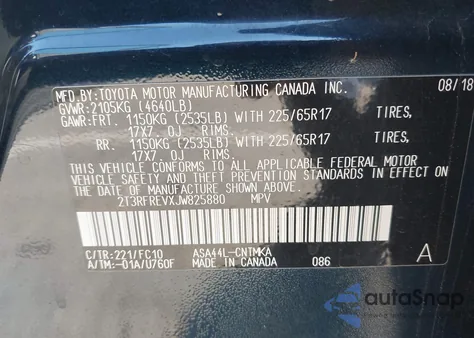 MFD.BY:TOYOTA MOTOR MANUFACTURING CANADA INC. 08/18
GVWR:2105KG (4640LB)
GAWR:FRT. 1150KG (2535LB) WITH 225/65R17 TIRES,
17X7.0J RIMS.
RR. 1150KG (2535LB) WITH 225/65R17 TIRES,
17X7.0J RIMS.
THIS VEHICLE CONFORMS TO ALL APPLICABLE FEDERAL MOTOR
VEHICLE SAFETY AND THEFT PREVENTION STANDARDS IN EFFECT
ON THE DATE OF MANUFACTURE SHOWN ABOVE.
2T3RFREVXJW825880 MPV
C/TR:221/FC10 ASA44L-CNTMKA A
A/TM:-01A/U760F MADE IN CANADA 086
autoSnap
www.autosnap.cloud